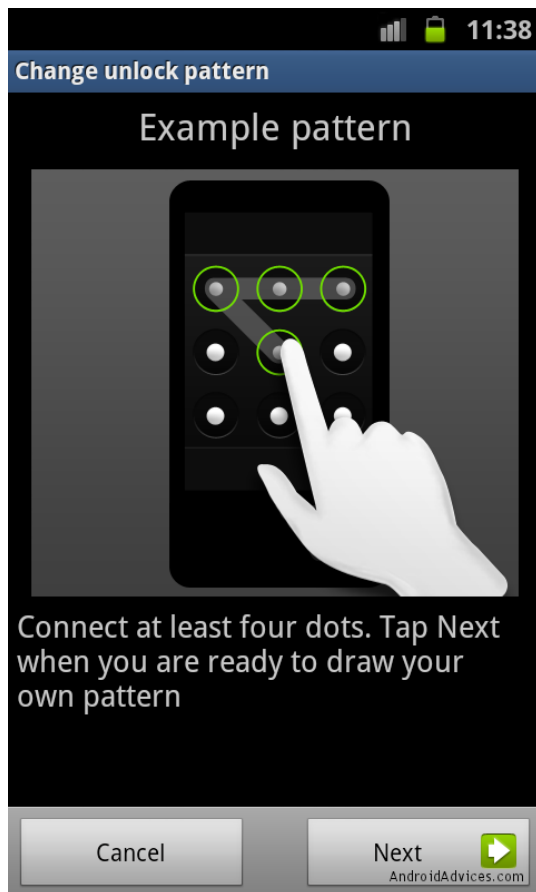 11:38
Change unlock pattern
Example pattern
Connect at least four dots. Tap Next
when you are ready to draw your
own pattern
Cancel
Next
AndroidAdvices.com